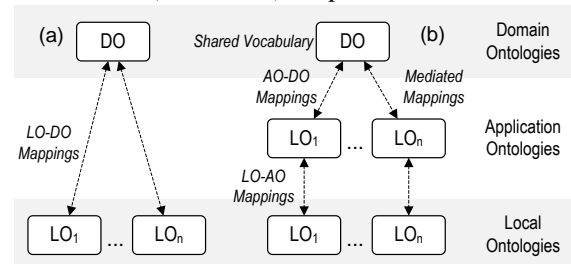 (a)
DO
Shared Vocabulary
DO
(b)
Domain
Ontologies
AO-DO
Mappings
Mediated
Mappings
LO-DO
Mappings
LO1
...
LOn
Application
Ontologies
LO-AO
Mappings
LO1
...
LOn
LO1
...
LOn
Local
Ontologies